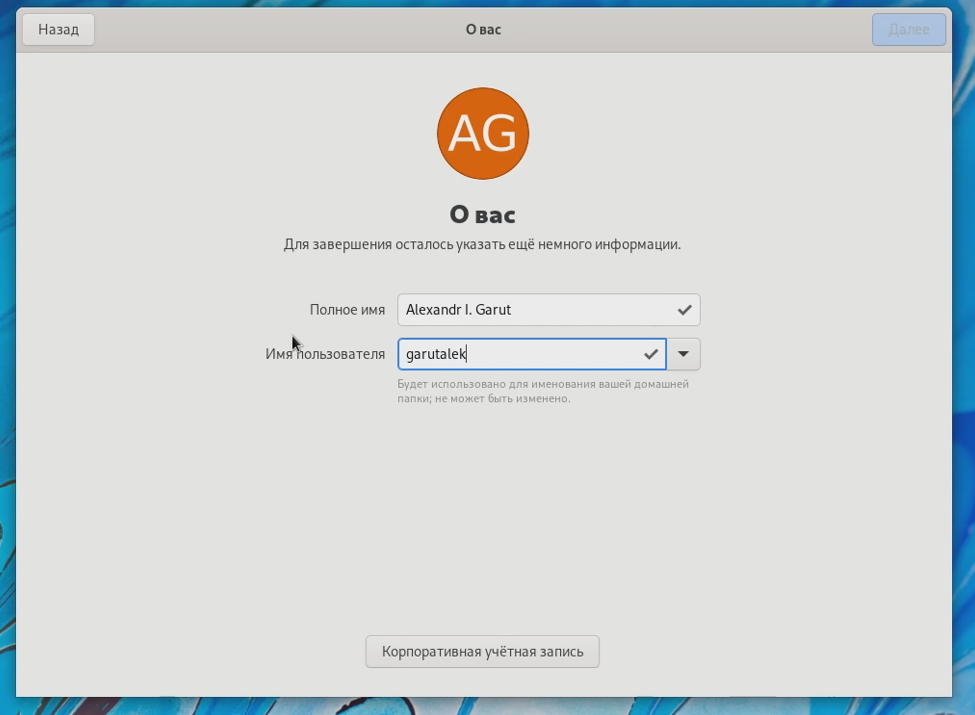 Назад
О вас
Далее
AG
О вас
Для завершения осталось указать ещё немного информации.
Полное имя
Alexandr I. Garut
Имя пользователя
garutalek
Будет использовано для именования вашей домашней
папки; не может быть изменено.
Корпоративная учётная запись